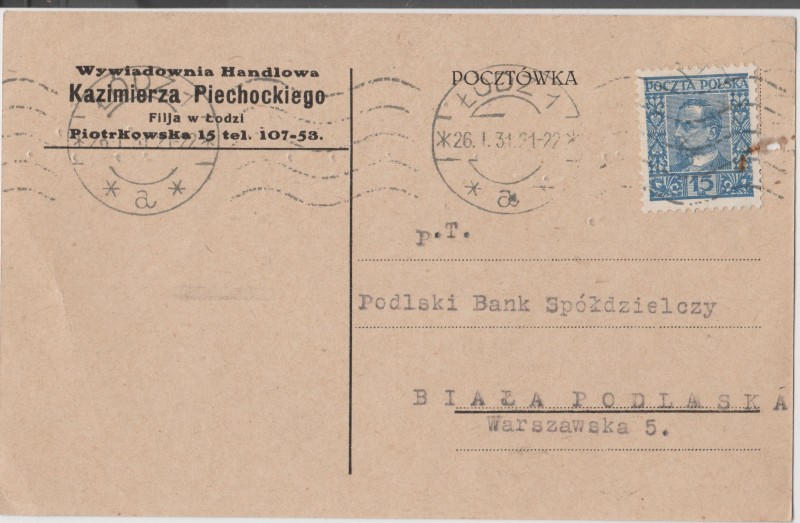 Wywiadownia Handlowa
Kazimierza Piechockiego
Filja w Łodzi
Piotrkowska 15 tel. 107-53.
POCZTÓWKA
ŁÓDŹ 1
*26. I. 31. 21-22*
* a *
POCZTA POLSKA
15
P.T.
Podlski Bank Spółdzielczy
BIAŁA PODLASKA
Warszawska 5.